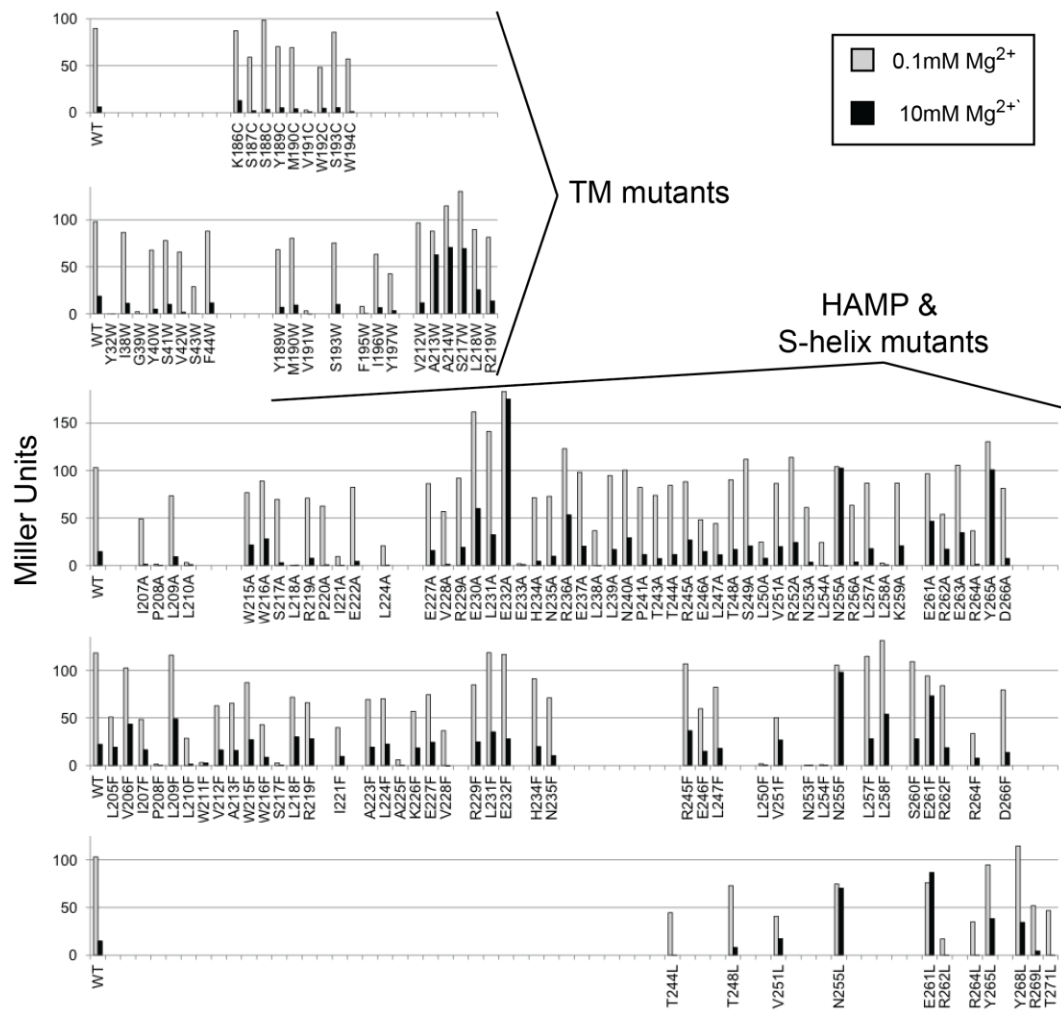 100
50
0
WT
K186C
S187C
S188C
Y189C
M190C
V191C
W192C
S193C
W194C
0.1mM Mg2+
10mM Mg2+`
TM mutants
100
50
0
WT
Y32W
I38W
G39W
Y40W
S41W
V42W
S43W
F44W
Y189W
M190W
V191W
S193W
F195W
I196W
Y197W
V212W
A213W
A214W
S217W
L218W
R219W
HAMP &
S-helix mutants
Miller Units
150
100
50
0
WT
I207A
P208A
L209A
L210A
W215A
W216A
S217A
L218A
R219A
P220A
I221A
E222A
L224A
E227A
V228A
R229A
E230A
L231A
E232A
E233A
H234A
N235A
R236A
E237A
L238A
L239A
N240A
P241A
T243A
T244A
R245A
E246A
L247A
T248A
S249A
L250A
V251A
R252A
N253A
L254A
N255A
R256A
L257A
L258A
K259A
E261A
R262A
E263A
R264A
Y265A
D266A
100
50
0
WT
L205F
V206F
I207F
P208F
L209F
L210F
W211F
V212F
A213F
W215F
W216F
S217F
L218F
R219F
I221F
A223F
L224F
A225F
K226F
E227F
V228F
R229F
L231F
E232F
H234F
N235F
R245F
E246F
L247F
L250F
V251F
N253F
L254F
N255F
L257F
L258F
S260F
E261F
R262F
R264F
D266F
100
50
0
WT
T244L
T248L
V251L
N255L
E261L
R262L
R264L
Y265L
Y268L
R269L
T271L